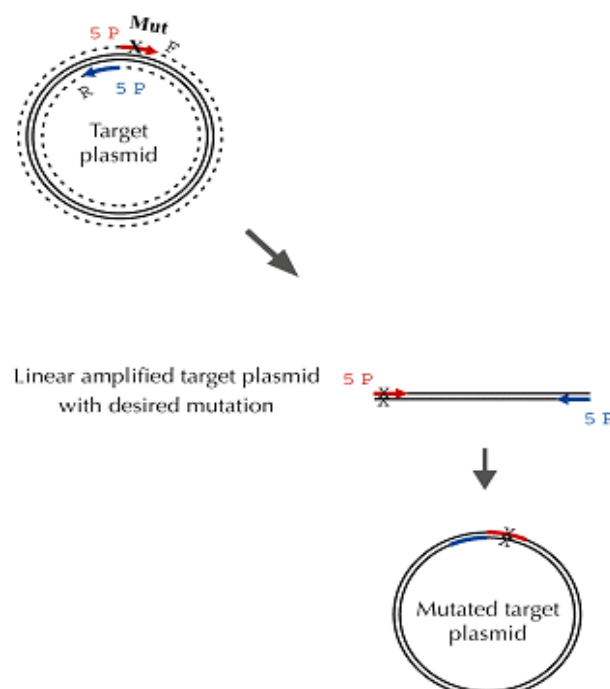 Mut
5 P
X
F
R
5 P
Target
plasmid
Linear amplified target plasmid
with desired mutation
5 P
X
X
5 P
X
X
Mutated target
plasmid